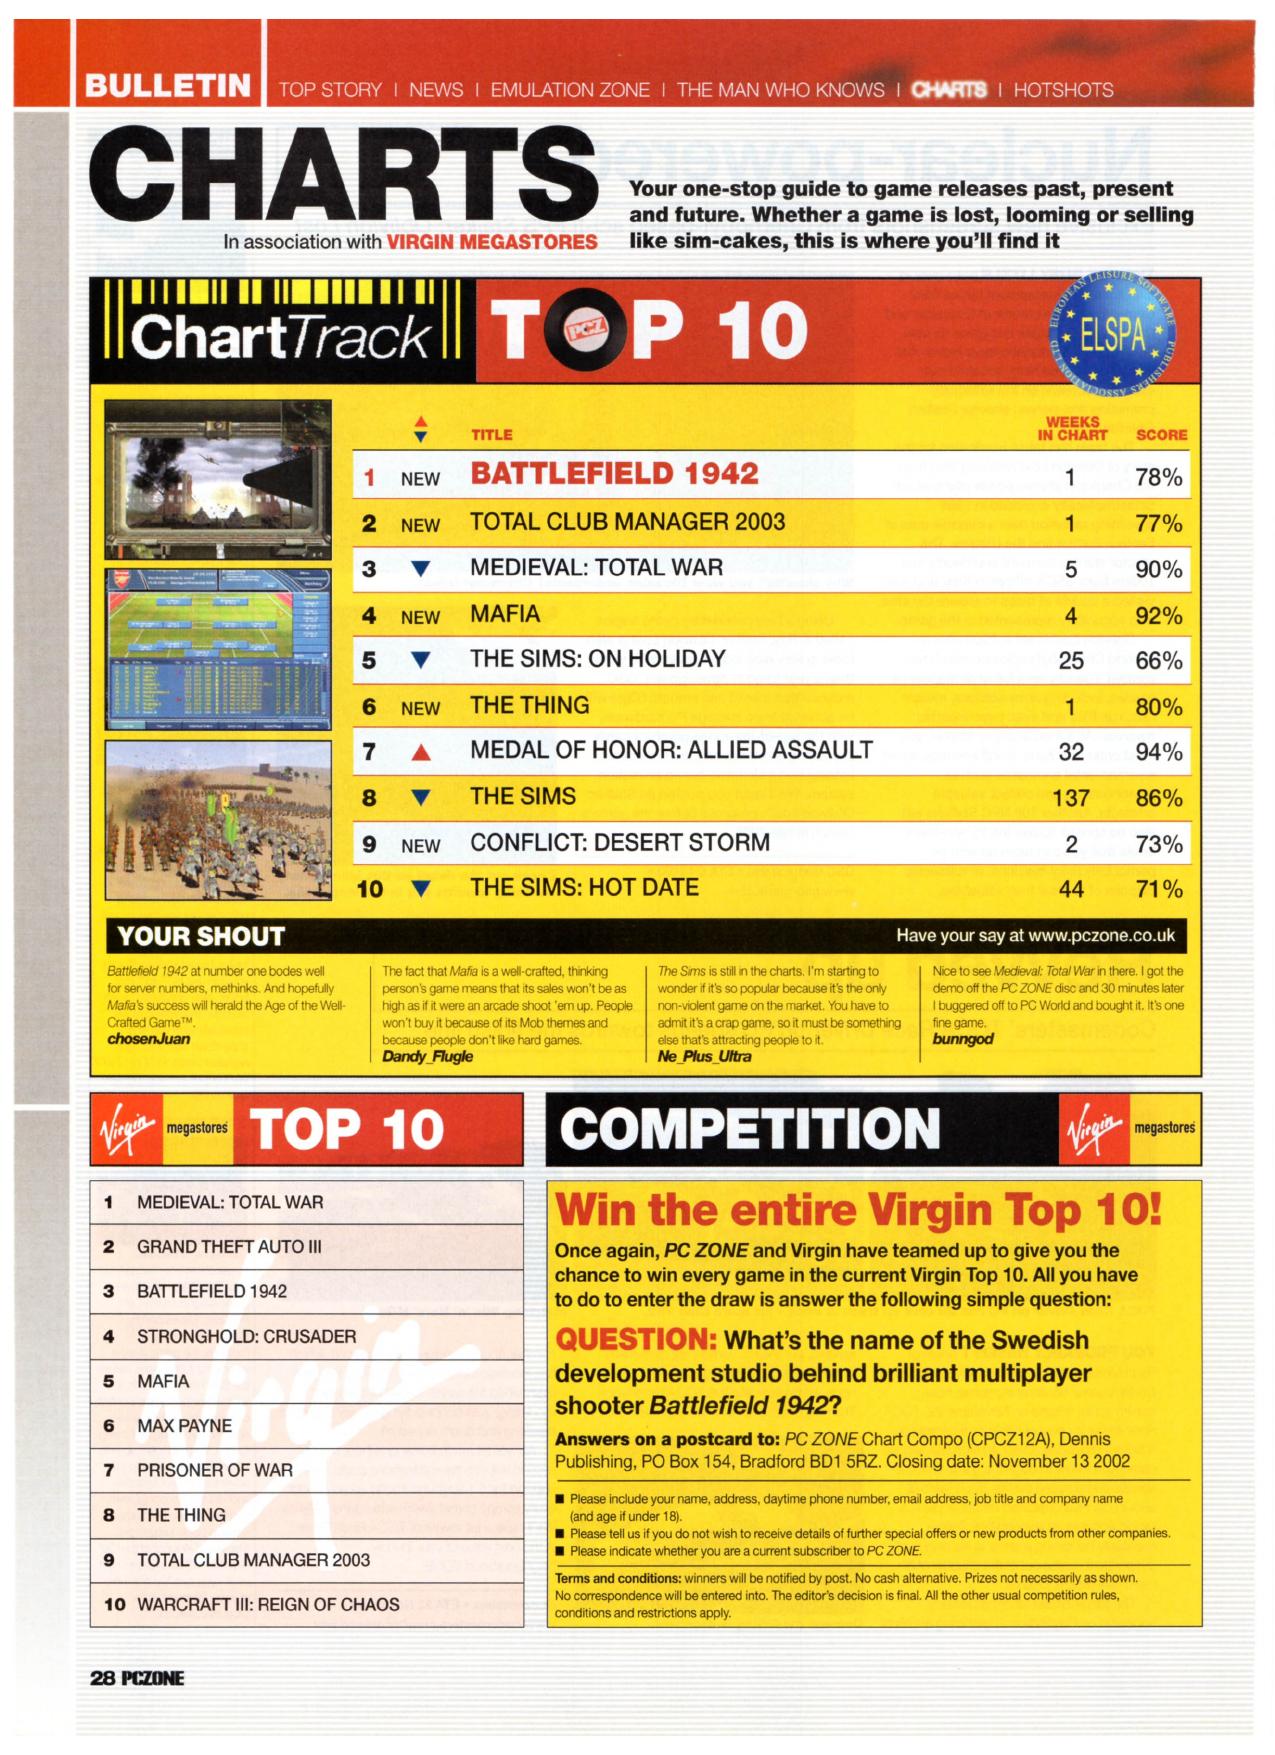 BULLETIN
TOP STORY | NEWS | EMULATION ZONE | THE MAN WHO KNOWS | CHARTS | HOTSHOTS
CHARTS
In association with VIRGIN MEGASTORES
Your one-stop guide to game releases past, present
and future. Whether a game is lost, looming or selling
like sim-cakes, this is where you'll find it
ChartTrack
TOP 10
PCZ
EUROPEAN LEISURE SOFTWARE PUBLISHERS ASSOCIATION LTD
ELSPA
▲▼ TITLE WEEKS IN CHART SCORE
1 NEW BATTLEFIELD 1942 1 78%
2 NEW TOTAL CLUB MANAGER 2003 1 77%
3 ▼ MEDIEVAL: TOTAL WAR 5 90%
4 NEW MAFIA 4 92%
5 ▼ THE SIMS: ON HOLIDAY 25 66%
6 NEW THE THING 1 80%
7 ▲ MEDAL OF HONOR: ALLIED ASSAULT 32 94%
8 ▼ THE SIMS 137 86%
9 NEW CONFLICT: DESERT STORM 2 73%
10 ▼ THE SIMS: HOT DATE 44 71%
YOUR SHOUT
Have your say at www.pczone.co.uk
Battlefield 1942 at number one bodes well
for server numbers, methinks. And hopefully
Mafia's success will herald the Age of the Well-
Crafted Game™.
chosenJuan
The fact that Mafia is a well-crafted, thinking
person's game means that its sales won't be as
high as if it were an arcade shoot 'em up. People
won't buy it because of its Mob themes and
because people don't like hard games.
Dandy_Flugle
The Sims is still in the charts. I'm starting to
wonder if it's so popular because it's the only
non-violent game on the market. You have to
admit it's a crap game, so it must be something
else that's attracting people to it.
Ne_Plus_Ultra
Nice to see Medieval: Total War in there. I got the
demo off the PC ZONE disc and 30 minutes later
I buggered off to PC World and bought it. It's one
fine game.
bunngod
Virgin megastores TOP 10
1 MEDIEVAL: TOTAL WAR
2 GRAND THEFT AUTO III
3 BATTLEFIELD 1942
4 STRONGHOLD: CRUSADER
5 MAFIA
6 MAX PAYNE
7 PRISONER OF WAR
8 THE THING
9 TOTAL CLUB MANAGER 2003
10 WARCRAFT III: REIGN OF CHAOS
Virgin
COMPETITION
Virgin megastores
Win the entire Virgin Top 10!
Once again, PC ZONE and Virgin have teamed up to give you the
chance to win every game in the current Virgin Top 10. All you have
to do to enter the draw is answer the following simple question:
QUESTION: What's the name of the Swedish
development studio behind brilliant multiplayer
shooter Battlefield 1942?
Answers on a postcard to: PC ZONE Chart Compo (CPCZ12A), Dennis
Publishing, PO Box 154, Bradford BD1 5RZ. Closing date: November 13 2002
■ Please include your name, address, daytime phone number, email address, job title and company name
(and age if under 18).
■ Please tell us if you do not wish to receive details of further special offers or new products from other companies.
■ Please indicate whether you are a current subscriber to PC ZONE.
Terms and conditions: winners will be notified by post. No cash alternative. Prizes not necessarily as shown.
No correspondence will be entered into. The editor's decision is final. All the other usual competition rules,
conditions and restrictions apply.
28 PCZONE